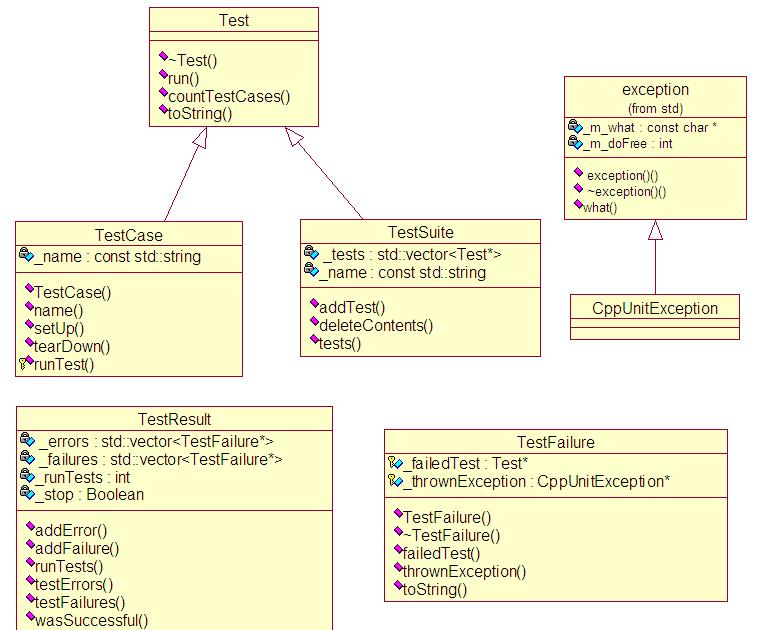 Test
~Test()
run()
countTestCases()
toString()
exception
(from std)
_m_what : const char *
_m_doFree : int
exception()()
~exception()()
what()
TestCase
_name : const std::string
TestCase()
name()
setUp()
tearDown()
runTest()
TestSuite
_tests : std::vector<Test*>
_name : const std::string
addTest()
deleteContents()
tests()
CppUnitException
TestResult
_errors : std::vector<TestFailure*>
_failures : std::vector<TestFailure*>
_runTests : int
_stop : Boolean
addError()
addFailure()
runTests()
testErrors()
testFailures()
wasSuccessful()
TestFailure
_failedTest : Test*
_thrownException : CppUnitException*
TestFailure()
~TestFailure()
failedTest()
thrownException()
toString()